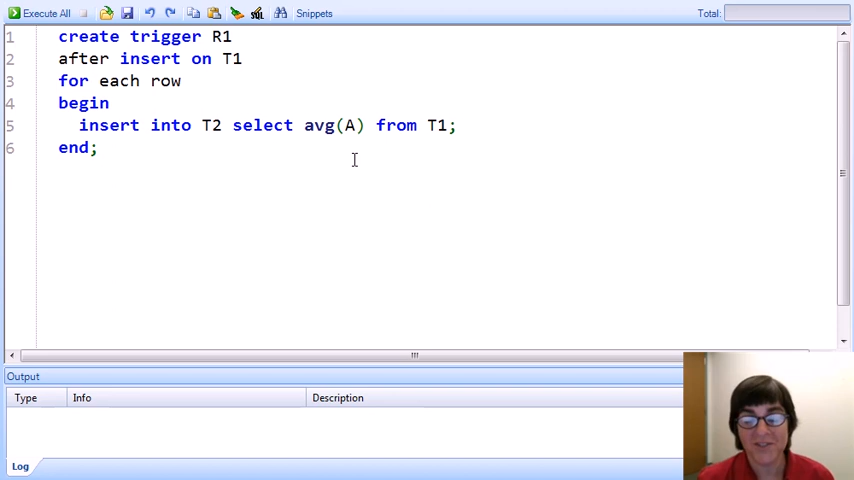 Execute All
Snippets
Total:
1 create trigger R1
2 after insert on T1
3 for each row
4 begin
5 insert into T2 select avg(A) from T1;
6 end;
Output
Type Info Description
Log